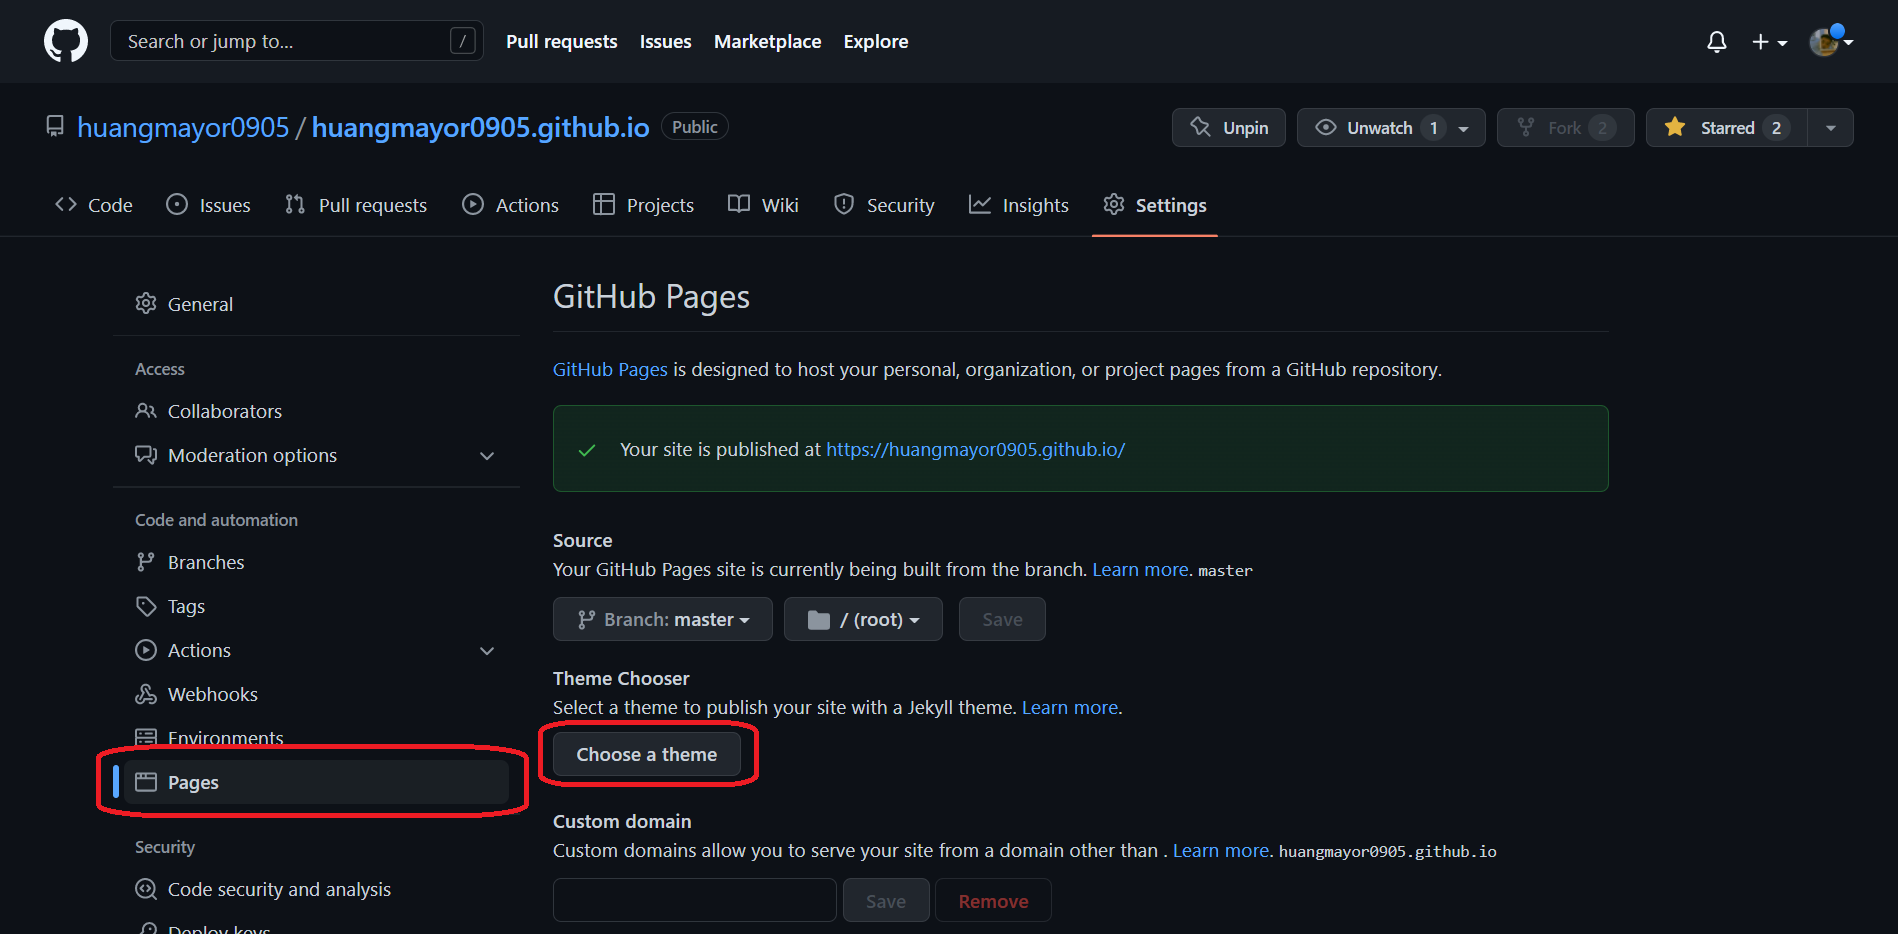 Search or jump to... / Pull requests Issues Marketplace Explore
huangmayor0905 / huangmayor0905.github.io Public Unpin Unwatch 1 Fork 2 Starred 2
Code Issues Pull requests Actions Projects Wiki Security Insights Settings
General
Access
Collaborators
Moderation options
Code and automation
Branches
Tags
Actions
Webhooks
Environments
Pages
Security
Code security and analysis
Deploy keys
GitHub Pages
GitHub Pages is designed to host your personal, organization, or project pages from a GitHub repository.
Your site is published at https://huangmayor0905.github.io/
Source
Your GitHub Pages site is currently being built from the branch. Learn more. master
Branch: master / (root) Save
Theme Chooser
Select a theme to publish your site with a Jekyll theme. Learn more.
Choose a theme
Custom domain
Custom domains allow you to serve your site from a domain other than . Learn more. huangmayor0905.github.io
Save Remove